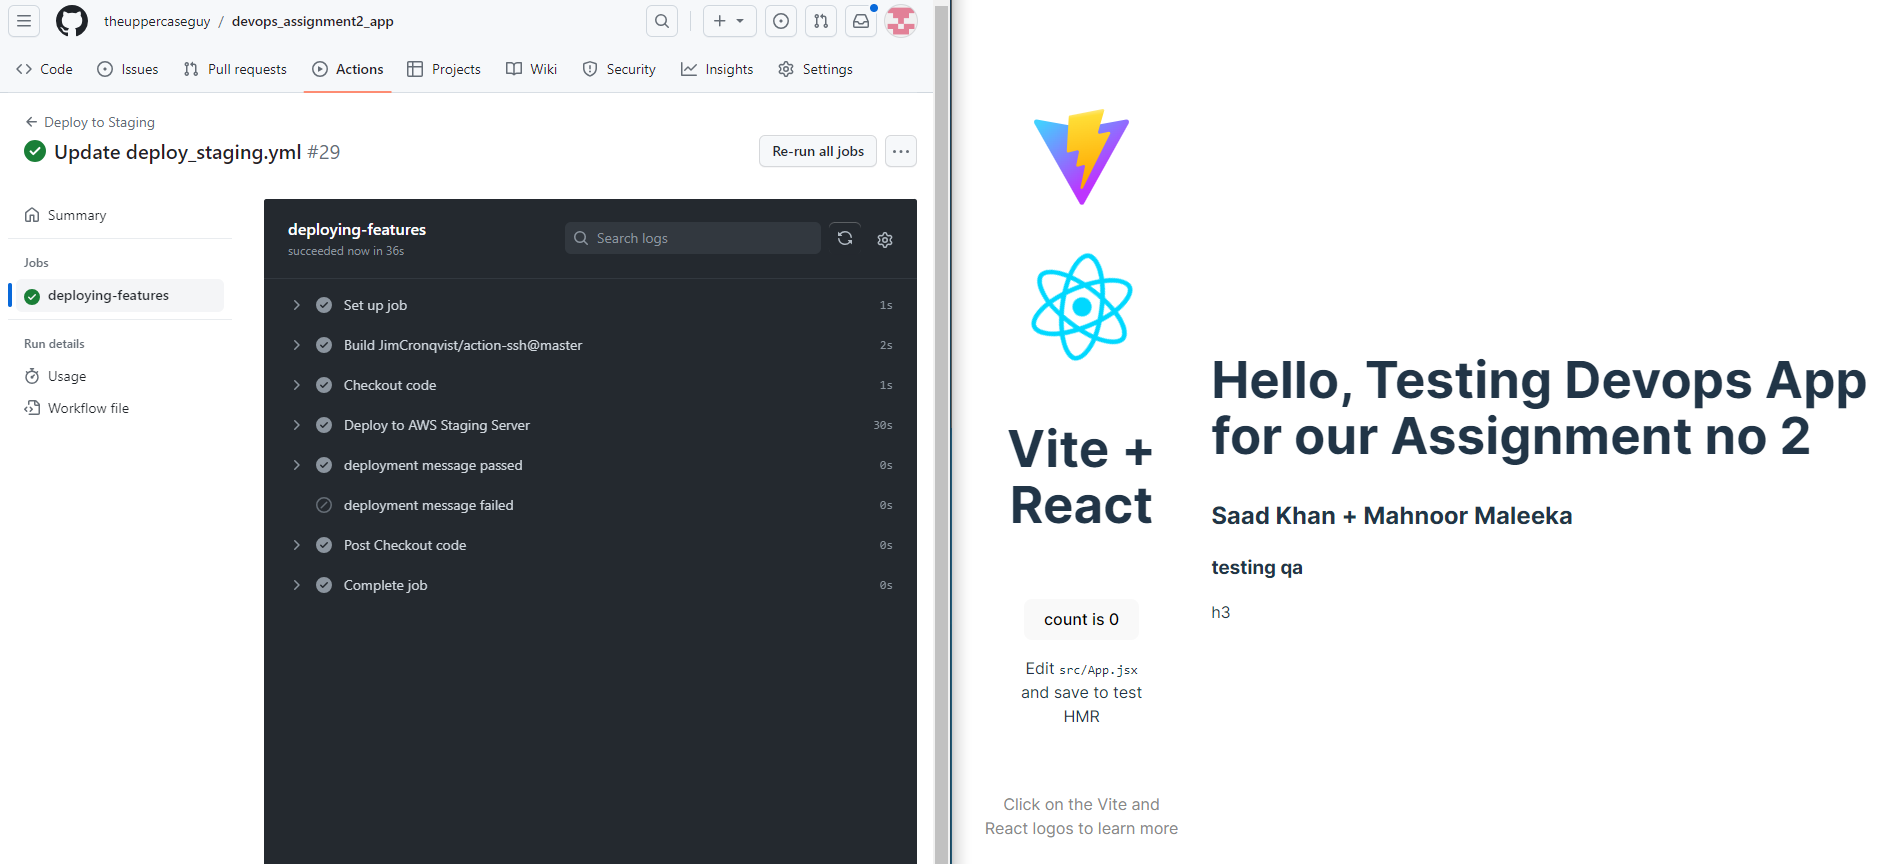 theuppercaseguy / devops_assignment2_app
Code
Issues
Pull requests
Actions
Projects
Wiki
Security
Insights
Settings
Deploy to Staging
Update deploy_staging.yml #29
Re-run all jobs
Summary
Jobs
deploying-features
Run details
Usage
Workflow file
deploying-features
succeeded now in 36s
Search logs
Set up job 1s
Build JimCronqvist/action-ssh@master 2s
Checkout code 1s
Deploy to AWS Staging Server 30s
deployment message passed 0s
deployment message failed 0s
Post Checkout code 0s
Complete job 0s
Vite +
React
count is 0
Edit src/App.jsx
and save to test
HMR
Click on the Vite and
React logos to learn more
Hello, Testing Devops App
for our Assignment no 2
Saad Khan + Mahnoor Maleeka
testing qa
h3